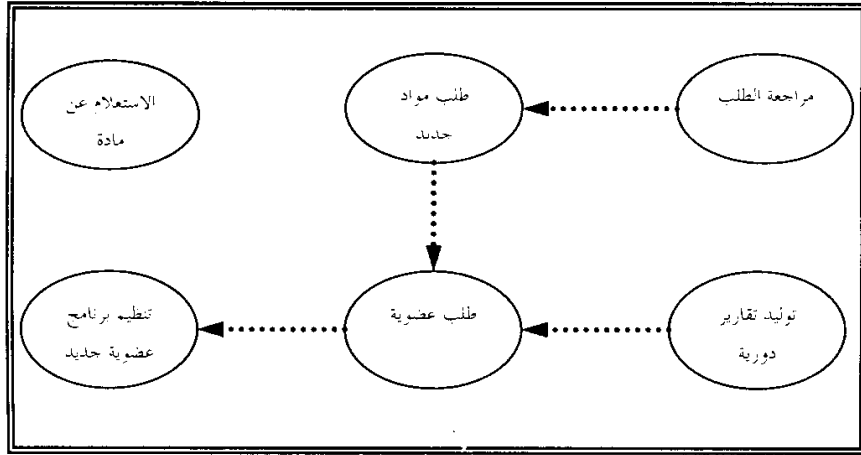 مراجعة الطلب
طلب مواد
جديد
الاستعلام عن
مادة
توليد تقارير
دورية
طلب عضوية
تنظيم برنامج
عضوية جديد